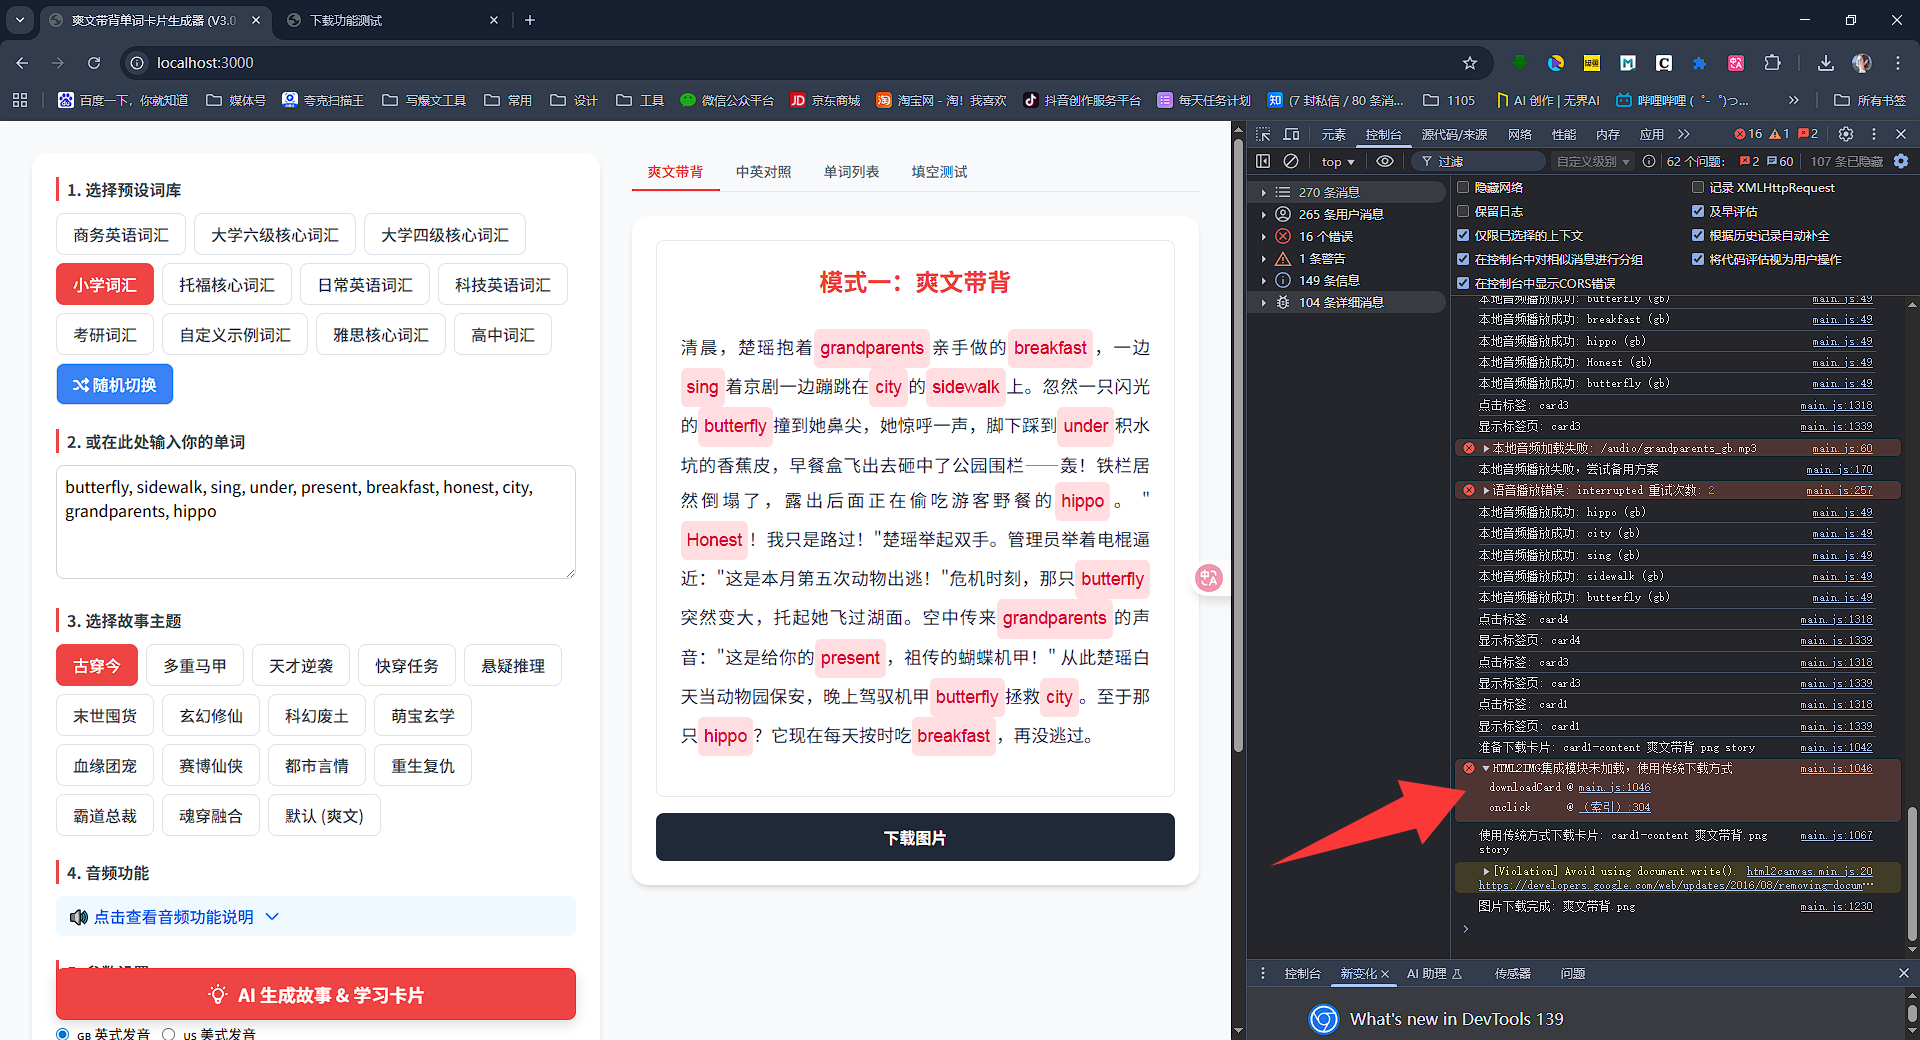 爽文带背单词卡片生成器 (V3.0
下载功能测试
localhost:3000
百度一下，你就知道
媒体号
夸克扫描王
写爆文工具
常用
设计
工具
微信公众平台
京东商城
淘宝网 - 淘！我喜欢
抖音创作服务平台
每天任务计划
(7 封私信 / 80 条消...
1105
AI 创作 | 无界AI
哔哩哔哩 ( ゜- ゜)つ...
所有书签
1. 选择预设词库
商务英语词汇
大学六级核心词汇
大学四级核心词汇
小学词汇
托福核心词汇
日常英语词汇
科技英语词汇
考研词汇
自定义示例词汇
雅思核心词汇
高中词汇
随机切换
2. 或在此处输入你的单词
butterfly, sidewalk, sing, under, present, breakfast, honest, city,
grandparents, hippo
3. 选择故事主题
古穿今
多重马甲
天才逆袭
快穿任务
悬疑推理
末世囤货
玄幻修仙
科幻废土
萌宝玄学
血缘团宠
赛博仙侠
都市言情
重生复仇
霸道总裁
魂穿融合
默认 (爽文)
4. 音频功能
点击查看音频功能说明
AI 生成故事 & 学习卡片
GB 英式发音
US 美式发音
爽文带背
中英对照
单词列表
填空测试
模式一：爽文带背
清晨，楚瑶抱着 grandparents 亲手做的 breakfast ，一边
sing 着京剧一边蹦跳在 city 的 sidewalk 上。忽然一只闪光
的 butterfly 撞到她鼻尖，她惊呼一声，脚下踩到 under 积水
坑的香蕉皮，早餐盒飞出去砸中了公园围栏——轰！铁栏居
然倒塌了，露出后面正在偷吃游客野餐的 hippo 。"
Honest ！我只是路过！"楚瑶举起双手。管理员举着电棍逼
近："这是本月第五次动物出逃！"危机时刻，那只 butterfly
突然变大，托起她飞过湖面。空中传来 grandparents 的声
音："这是给你的 present ，祖传的蝴蝶机甲！" 从此楚瑶白
天当动物园保安，晚上驾驭机甲 butterfly 拯救 city 。至于那
只 hippo ？它现在每天按时吃 breakfast ，再没逃过。
下载图片
元素
控制台
源代码/来源
网络
性能
内存
应用
16
1
2
top
过滤
自定义级别
62 个问题：
2
60
107 条已隐藏
270 条消息
265 条用户消息
16 个错误
1 条警告
149 条信息
104 条详细消息
隐藏网络
记录 XMLHttpRequest
保留日志
及早评估
仅限已选择的上下文
根据历史记录自动补全
在控制台中对相似消息进行分组
将代码评估视为用户操作
在控制台中显示CORS错误
本地音频播放成功: butterfly (gb) main.js:49
本地音频播放成功: breakfast (gb) main.js:49
本地音频播放成功: hippo (gb) main.js:49
本地音频播放成功: Honest (gb) main.js:49
本地音频播放成功: butterfly (gb) main.js:49
点击标签: card3 main.js:1318
显示标签页: card3 main.js:1339
本地音频加载失败: /audio/grandparents_gb.mp3 main.js:60
本地音频播放失败，尝试备用方案 main.js:170
语音播放错误: interrupted 重试次数: 2 main.js:257
本地音频播放成功: hippo (gb) main.js:49
本地音频播放成功: city (gb) main.js:49
本地音频播放成功: sing (gb) main.js:49
本地音频播放成功: sidewalk (gb) main.js:49
本地音频播放成功: butterfly (gb) main.js:49
点击标签: card4 main.js:1318
显示标签页: card4 main.js:1339
点击标签: card3 main.js:1318
显示标签页: card3 main.js:1339
点击标签: card1 main.js:1318
显示标签页: card1 main.js:1339
准备下载卡片: card1-content 爽文带背.png story main.js:1042
HTML2IMG集成模块未加载，使用传统下载方式 main.js:1046
downloadCard @ main.js:1046
onclick @ (索引):304
使用传统方式下载卡片: card1-content 爽文带背.png main.js:1067
story
[Violation] Avoid using document.write(). html2canvas.min.js:20
https://developers.google.com/web/updates/2016/08/removing-docum…
图片下载完成: 爽文带背.png main.js:1230
控制台
新变化
AI 助理
传感器
问题
What's new in DevTools 139